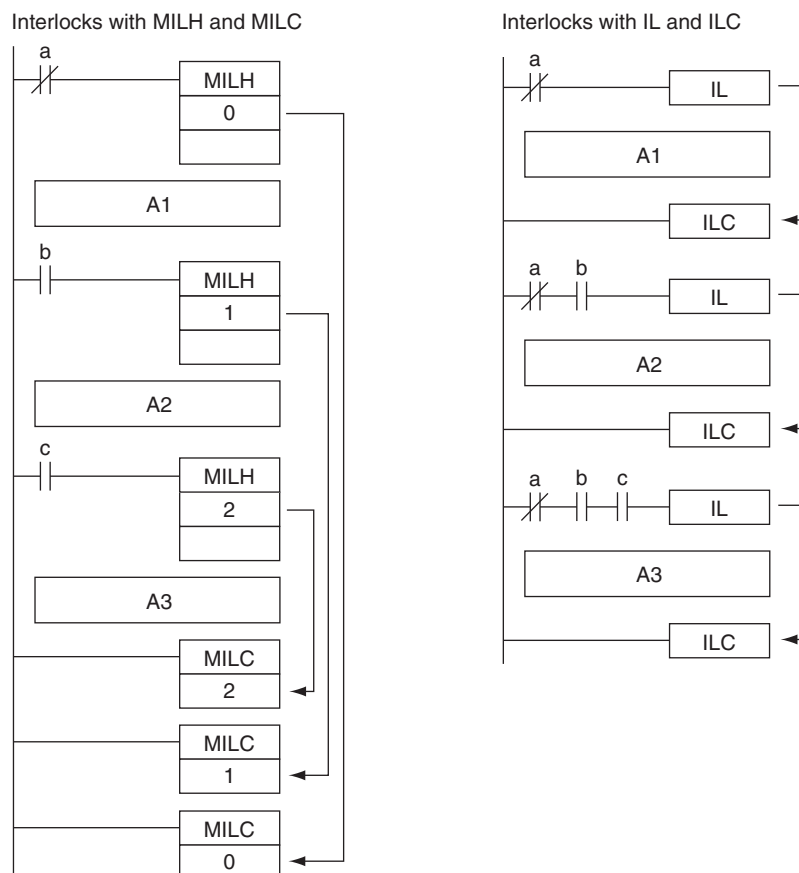 Interlocks with MILH and MILC
a
MILH
0
A1
b
MILH
1
A2
c
MILH
2
A3
MILC
2
MILC
1
MILC
0
Interlocks with IL and ILC
a
IL
A1
ILC
a b
IL
A2
ILC
a b c
IL
A3
ILC